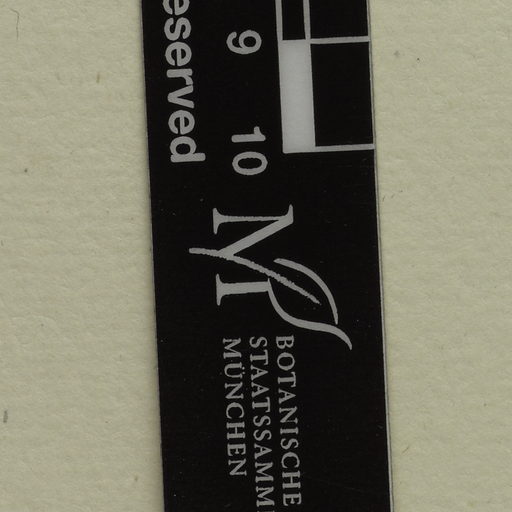 eserved
9 10
BOTANISCHE
STAATSSAMM
MÜNCHEN